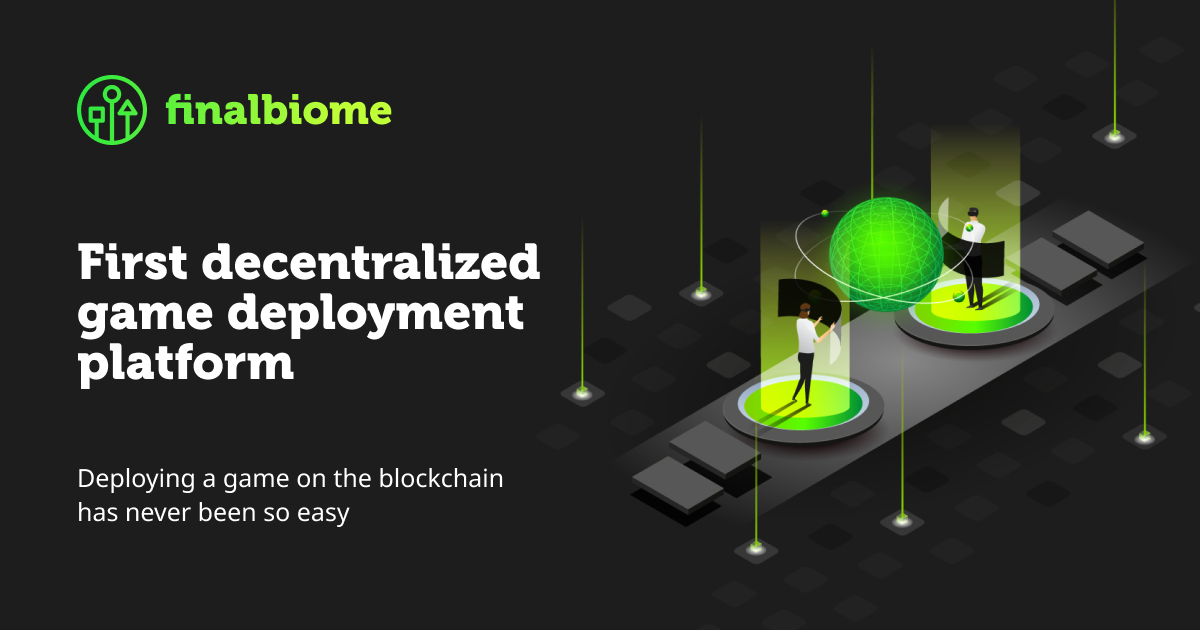 finalbiome
First decentralized
game deployment
platform
Deploying a game on the blockchain
has never been so easy